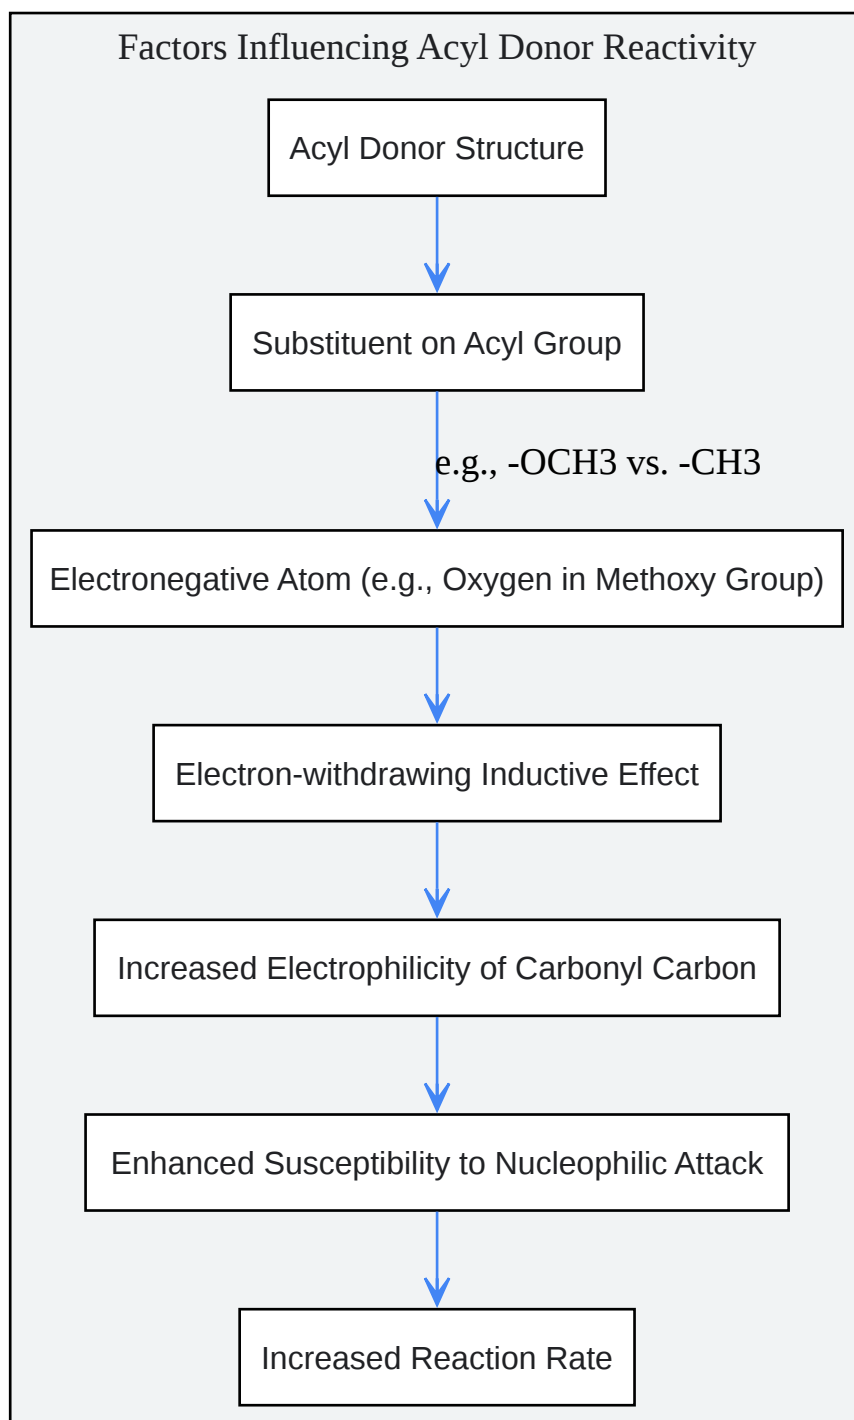 Factors Influencing Acyl Donor Reactivity
Acyl Donor Structure
Substituent on Acyl Group
e.g., -OCH3 vs. -CH3
Electronegative Atom (e.g., Oxygen in Methoxy Group)
Electron-withdrawing Inductive Effect
Increased Electrophilicity of Carbonyl Carbon
Enhanced Susceptibility to Nucleophilic Attack
Increased Reaction Rate